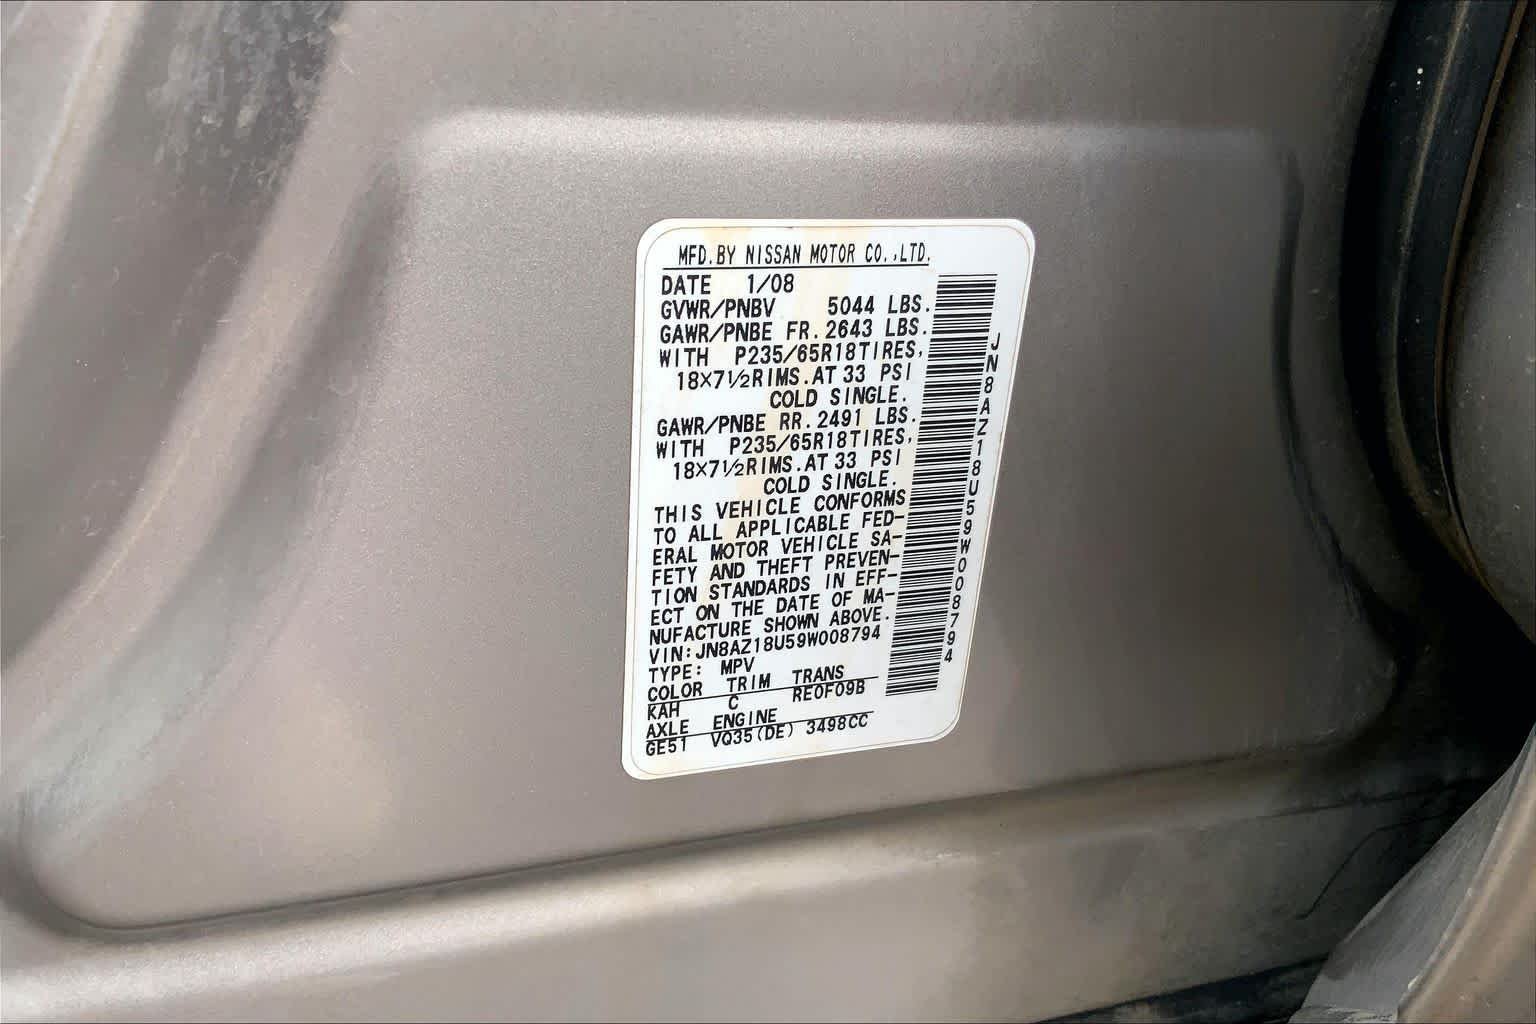 MFD.BY NISSAN MOTOR CO.,LTD.
DATE 1/08
GVWR/PNBV 5044 LBS.
GAWR/PNBE FR.2643 LBS.
WITH P235/65R18TIRES,
18×7½RIMS.AT 33 PSI
COLD SINGLE.
GAWR/PNBE RR.2491 LBS.
WITH P235/65R18TIRES,
18×7½RIMS.AT 33 PSI
COLD SINGLE.
THIS VEHICLE CONFORMS
TO ALL APPLICABLE FED-
ERAL MOTOR VEHICLE SA-
FETY AND THEFT PREVEN-
TION STANDARDS IN EFF-
ECT ON THE DATE OF MA-
NUFACTURE SHOWN ABOVE.
VIN:JN8AZ18U59W008794
TYPE: MPV
COLOR TRIM TRANS
KAH C RE0F09B
AXLE ENGINE
GE51 VQ35(DE) 3498CC
JN8AZ18U59W008794